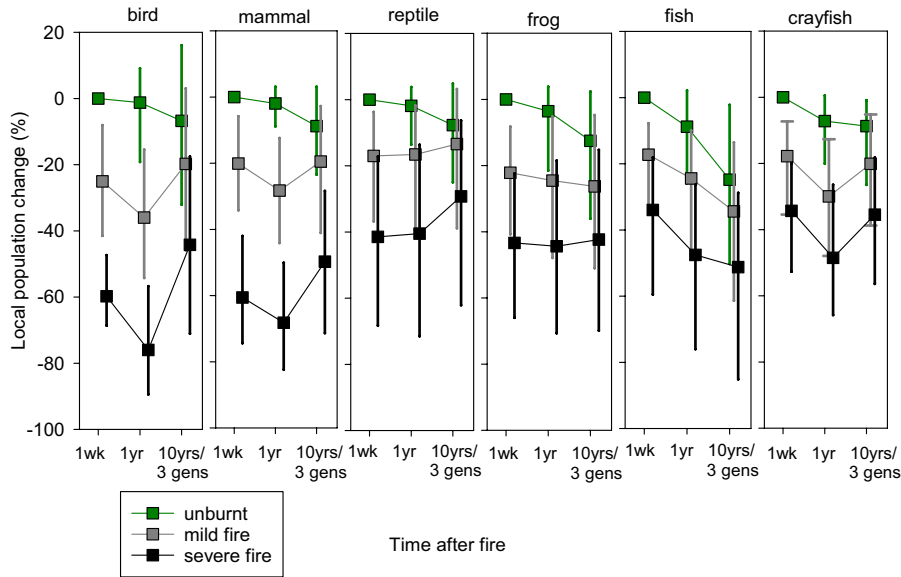 bird mammal reptile frog fish crayfish
Local population change (%)
20
0
-20
-40
-60
-80
-100
1wk 1yr 10yrs/ 3 gens 1wk 1yr 10yrs/ 3 gens 1wk 1yr 10yrs/ 3 gens 1wk 1yr 10yrs/ 3 gens 1wk 1yr 10yrs/ 3 gens 1wk 1yr 10yrs/ 3 gens
unburnt
mild fire
severe fire
Time after fire